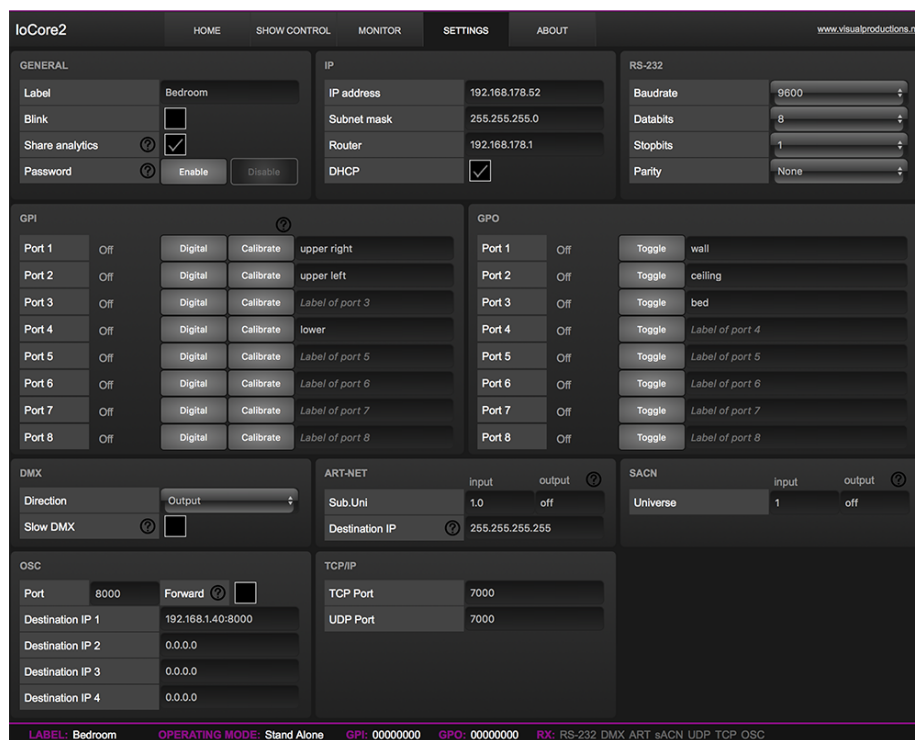 IoCore2 HOME SHOW CONTROL MONITOR SETTINGS ABOUT www.visualproductions.n
GENERAL
Label Bedroom
Blink
Share analytics ?
Password ? Enable Disable
IP
IP address 192.168.178.52
Subnet mask 255.255.255.0
Router 192.168.178.1
DHCP
RS-232
Baudrate 9600
Databits 8
Stopbits 1
Parity None
GPI ?
Port 1 Off Digital Calibrate upper right
Port 2 Off Digital Calibrate upper left
Port 3 Off Digital Calibrate Label of port 3
Port 4 Off Digital Calibrate lower
Port 5 Off Digital Calibrate Label of port 5
Port 6 Off Digital Calibrate Label of port 6
Port 7 Off Digital Calibrate Label of port 7
Port 8 Off Digital Calibrate Label of port 8
GPO
Port 1 Off Toggle wall
Port 2 Off Toggle ceiling
Port 3 Off Toggle bed
Port 4 Off Toggle Label of port 4
Port 5 Off Toggle Label of port 5
Port 6 Off Toggle Label of port 6
Port 7 Off Toggle Label of port 7
Port 8 Off Toggle Label of port 8
DMX
Direction Output
Slow DMX ?
ART-NET input output ?
Sub.Uni 1.0 off
Destination IP ? 255.255.255.255
SACN input output ?
Universe 1 off
OSC
Port 8000 Forward ?
Destination IP 1 192.168.1.40:8000
Destination IP 2 0.0.0.0
Destination IP 3 0.0.0.0
Destination IP 4 0.0.0.0
TCP/IP
TCP Port 7000
UDP Port 7000
LABEL: Bedroom OPERATING MODE: Stand Alone GPI: 00000000 GPO: 00000000 RX: RS-232 DMX ART sACN UDP TCP OSC